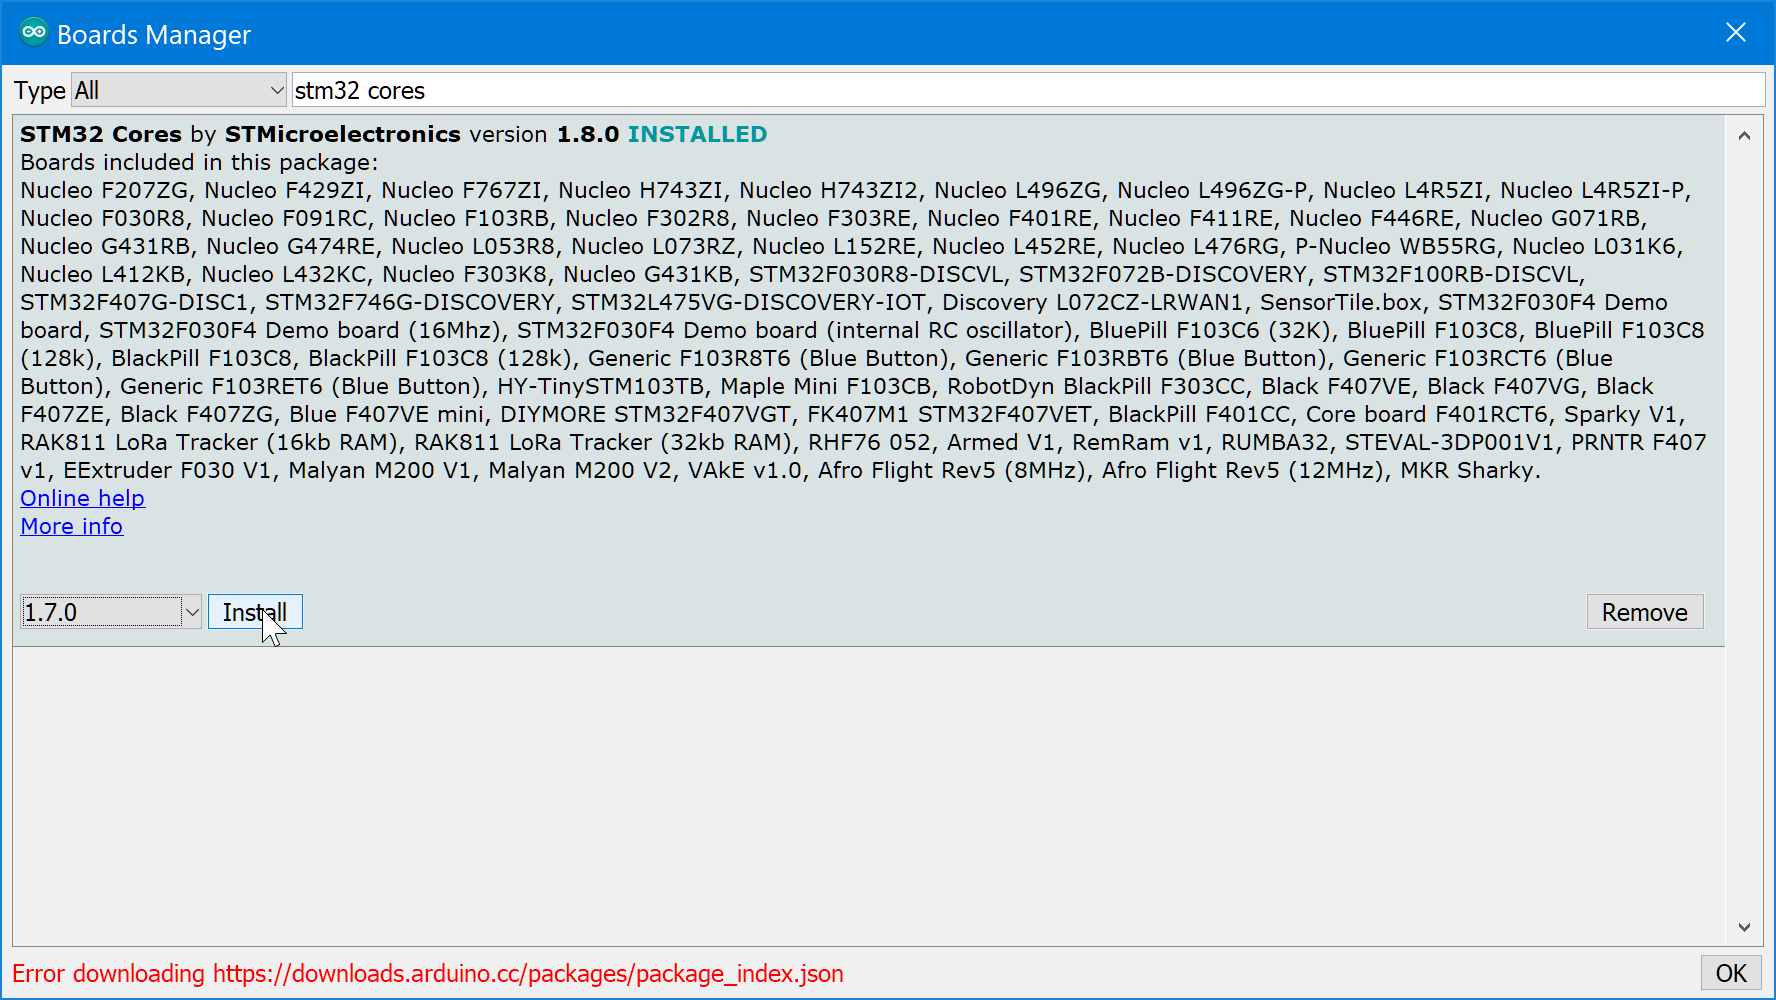 Boards Manager
Type All stm32 cores
STM32 Cores by STMicroelectronics version 1.8.0 INSTALLED
Boards included in this package:
Nucleo F207ZG, Nucleo F429ZI, Nucleo F767ZI, Nucleo H743ZI, Nucleo H743ZI2, Nucleo L496ZG, Nucleo L496ZG-P, Nucleo L4R5ZI, Nucleo L4R5ZI-P,
Nucleo F030R8, Nucleo F091RC, Nucleo F103RB, Nucleo F302R8, Nucleo F303RE, Nucleo F401RE, Nucleo F411RE, Nucleo F446RE, Nucleo G071RB,
Nucleo G431RB, Nucleo G474RE, Nucleo L053R8, Nucleo L073RZ, Nucleo L152RE, Nucleo L452RE, Nucleo L476RG, P-Nucleo WB55RG, Nucleo L031K6,
Nucleo L412KB, Nucleo L432KC, Nucleo F303K8, Nucleo G431KB, STM32F030R8-DISCVL, STM32F072B-DISCOVERY, STM32F100RB-DISCVL,
STM32F407G-DISC1, STM32F746G-DISCOVERY, STM32L475VG-DISCOVERY-IOT, Discovery L072CZ-LRWAN1, SensorTile.box, STM32F030F4 Demo
board, STM32F030F4 Demo board (16Mhz), STM32F030F4 Demo board (internal RC oscillator), BluePill F103C6 (32K), BluePill F103C8, BluePill F103C8
(128k), BlackPill F103C8, BlackPill F103C8 (128k), Generic F103R8T6 (Blue Button), Generic F103RBT6 (Blue Button), Generic F103RCT6 (Blue
Button), Generic F103RET6 (Blue Button), HY-TinySTM103TB, Maple Mini F103CB, RobotDyn BlackPill F303CC, Black F407VE, Black F407VG, Black
F407ZE, Black F407ZG, Blue F407VE mini, DIYMORE STM32F407VGT, FK407M1 STM32F407VET, BlackPill F401CC, Core board F401RCT6, Sparky V1,
RAK811 LoRa Tracker (16kb RAM), RAK811 LoRa Tracker (32kb RAM), RHF76 052, Armed V1, RemRam v1, RUMBA32, STEVAL-3DP001V1, PRNTR F407
v1, EExtruder F030 V1, Malyan M200 V1, Malyan M200 V2, VAkE v1.0, Afro Flight Rev5 (8MHz), Afro Flight Rev5 (12MHz), MKR Sharky.
Online help
More info
1.7.0 Install Remove
Error downloading https://downloads.arduino.cc/packages/package_index.json OK